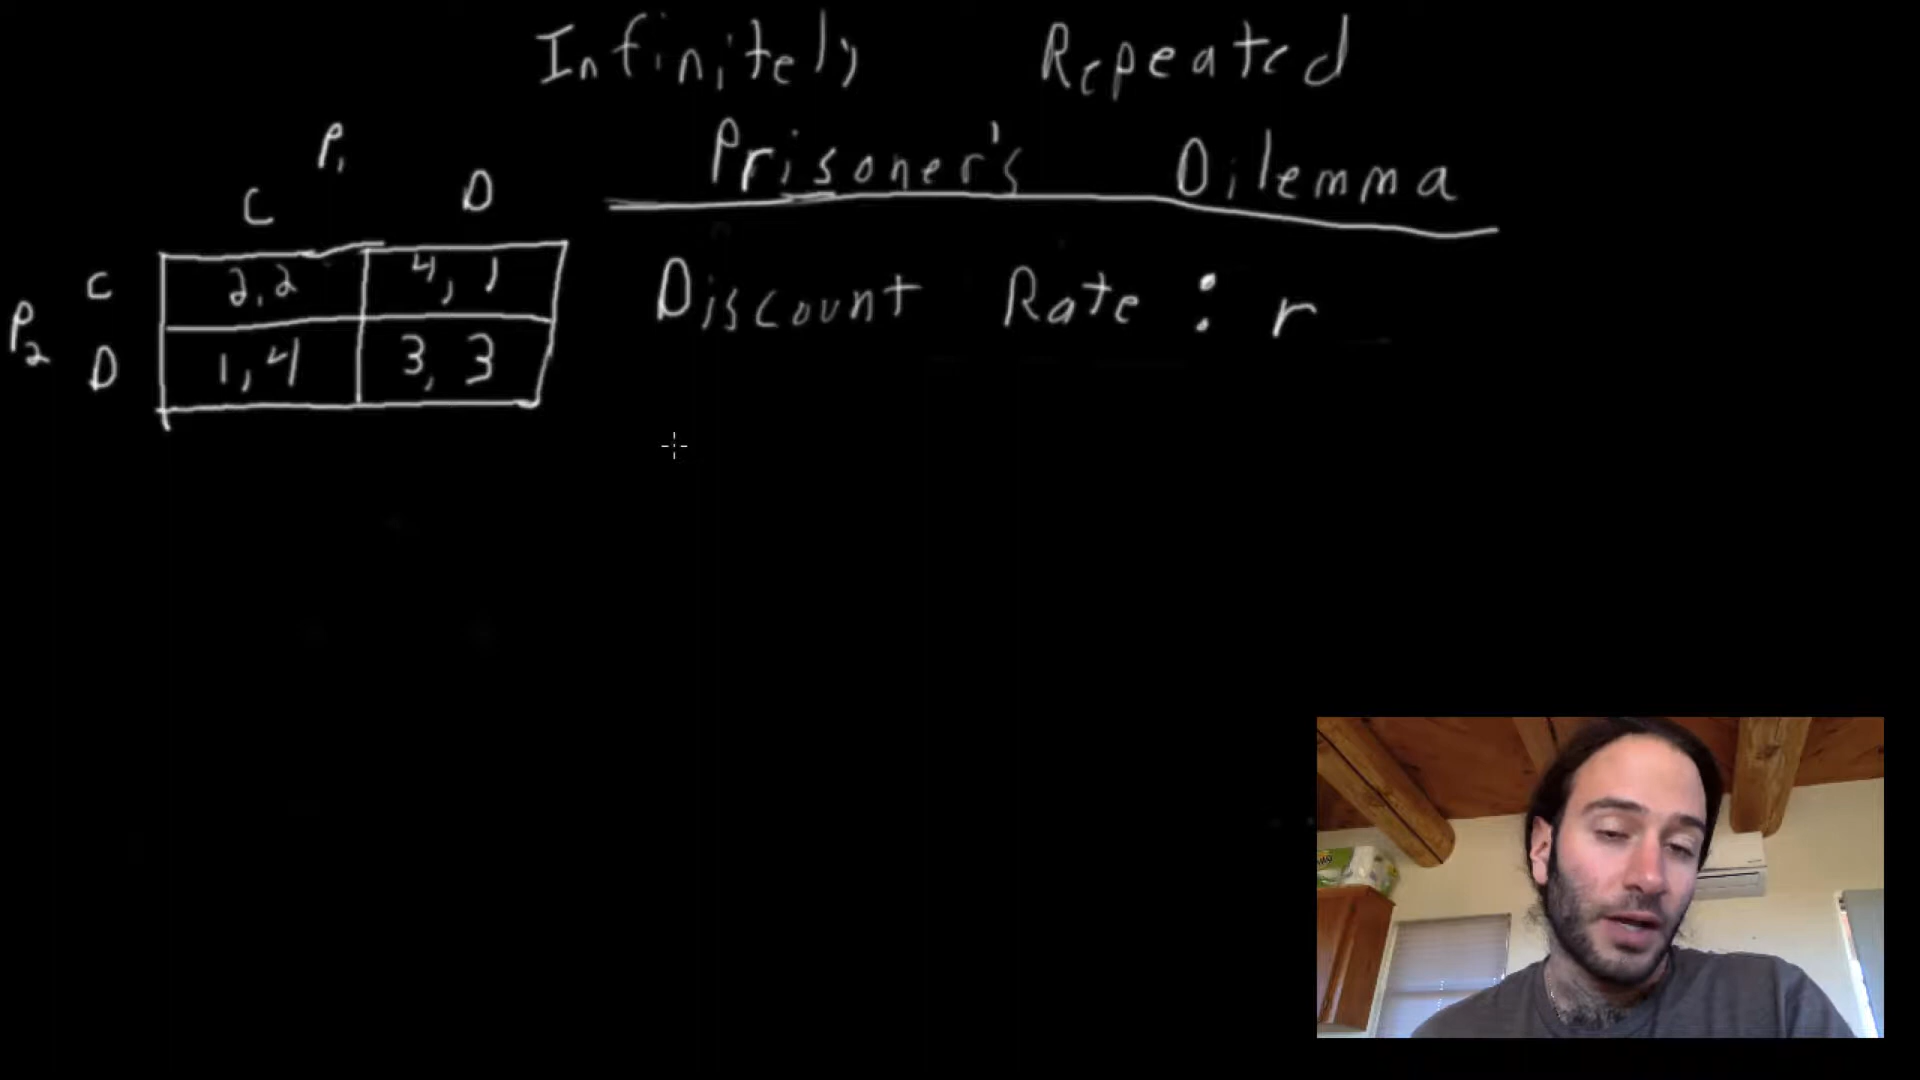 Infinitely Repeated
Prisoner's Dilemma
P1
C D
C 2,2 4,1
P2
D 1,4 3,3
Discount Rate: r